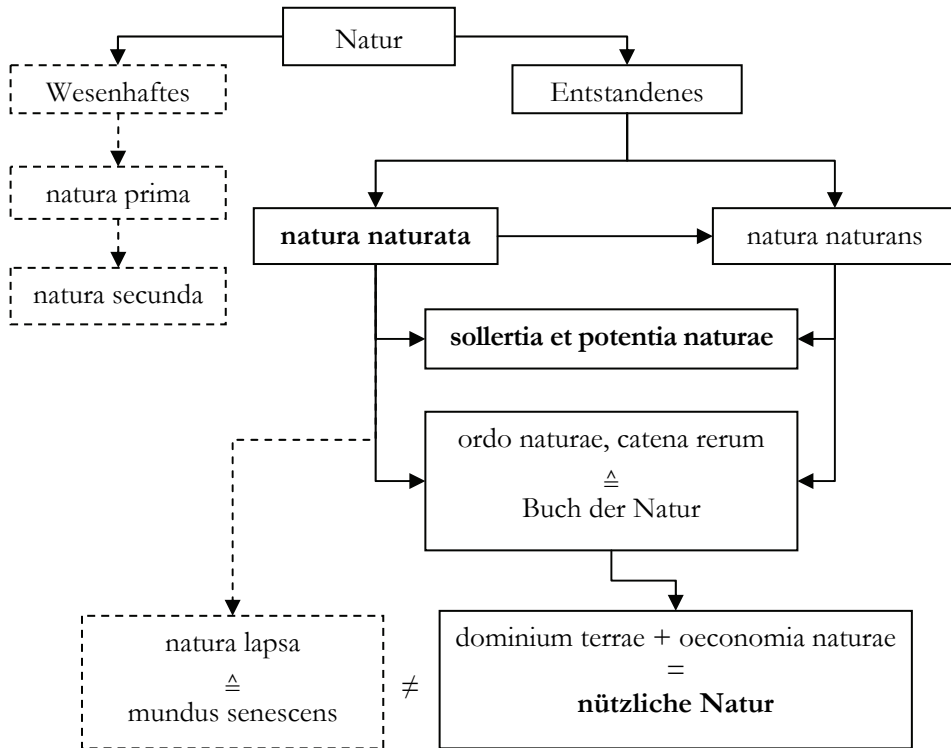 Natur
Wesenhaftes
Entstandenes
natura prima
natura naturata
natura naturans
natura secunda
sollertia et potentia naturae
ordo naturae, catena rerum
≙
Buch der Natur
natura lapsa
≙
mundus senescens
≠
dominium terrae + oeconomia naturae
=
nützliche Natur